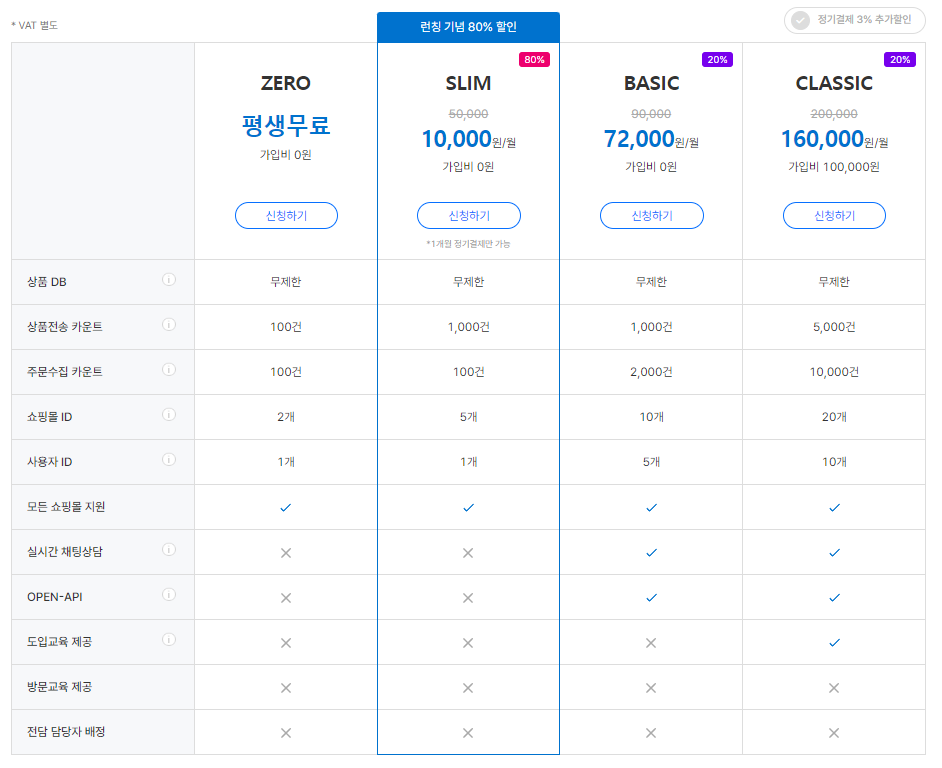 * VAT 별도
런칭 기념 80% 할인
정기결제 3% 추가할인
80%
20%
20%
ZERO SLIM BASIC CLASSIC
50,000 90,000 200,000
평생무료 10,000원/월 72,000원/월 160,000원/월
가입비 0원 가입비 0원 가입비 0원 가입비 100,000원
신청하기 신청하기 신청하기 신청하기
*1개월 정기결제만 가능
상품 DB 무제한 무제한 무제한 무제한
상품전송 카운트 100건 1,000건 1,000건 5,000건
주문수집 카운트 100건 100건 2,000건 10,000건
쇼핑몰 ID 2개 5개 10개 20개
사용자 ID 1개 1개 5개 10개
모든 쇼핑몰 지원
실시간 채팅상담
OPEN-API
도입교육 제공
방문교육 제공
전담 담당자 배정